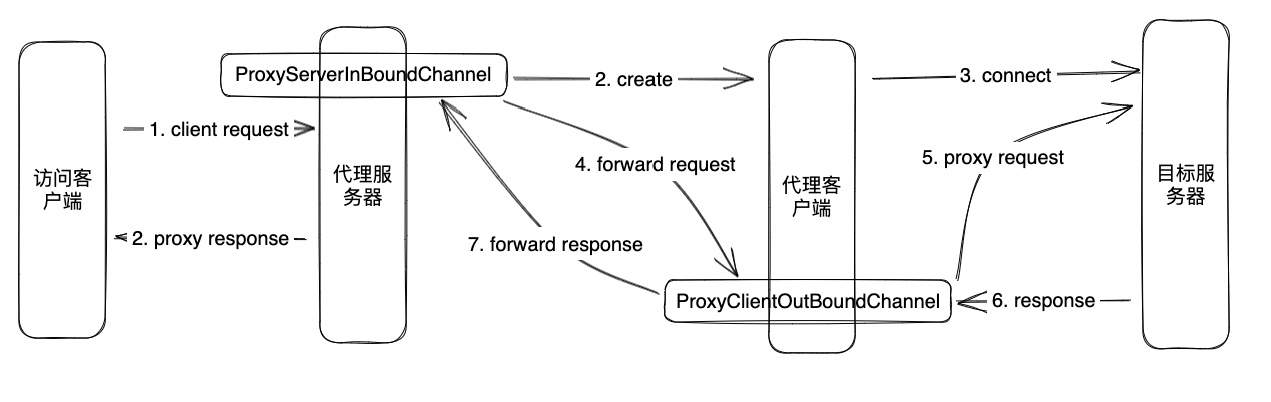 ProxyServerInBoundChannel
2. create
3. connect
1. client request
4. forward request
5. proxy request
访问客
户端
代理服
务器
代理客
户端
目标服
务器
2. proxy response
7. forward response
ProxyClientOutBoundChannel
6. response